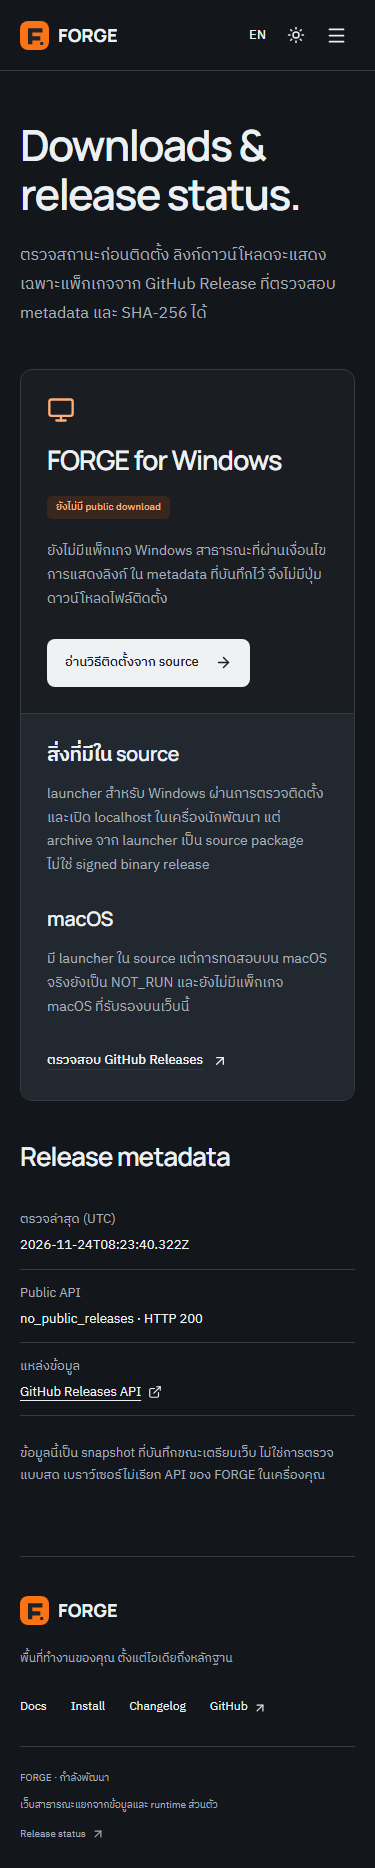 FORGE
EN
Downloads &
release status.
ตรวจสถานะก่อนติดตั้ง ลิงก์ดาวน์โหลดจะแสดง
เฉพาะแพ็กเกจจาก GitHub Release ที่ตรวจสอบ
metadata และ SHA-256 ได้
FORGE for Windows
ยังไม่มี public download
ยังไม่มีแพ็กเกจ Windows สาธารณะที่ผ่านเงื่อนไข
การแสดงลิงก์ ใน metadata ที่บันทึกไว้ จึงไม่มีปุ่ม
ดาวน์โหลดไฟล์ติดตั้ง
อ่านวิธีติดตั้งจาก source
สิ่งที่มีใน source
launcher สำหรับ Windows ผ่านการตรวจติดตั้ง
และเปิด localhost ในเครื่องนักพัฒนา แต่
archive จาก launcher เป็น source package
ไม่ใช่ signed binary release
macOS
มี launcher ใน source แต่การทดสอบบน macOS
จริงยังเป็น NOT_RUN และยังไม่มีแพ็กเกจ
macOS ที่รับรองบนเว็บนี้
ตรวจสอบ GitHub Releases
Release metadata
ตรวจล่าสุด (UTC)
2026-11-24T08:23:40.322Z
Public API
no_public_releases · HTTP 200
แหล่งข้อมูล
GitHub Releases API
ข้อมูลนี้เป็น snapshot ที่บันทึกขณะเตรียมเว็บ ไม่ใช่การตรวจ
แบบสด เบราว์เซอร์ไม่เรียก API ของ FORGE ในเครื่องคุณ
FORGE
พื้นที่ทำงานของคุณ ตั้งแต่ไอเดียถึงหลักฐาน
Docs Install Changelog GitHub
FORGE · กำลังพัฒนา
เว็บสาธารณะแยกจากข้อมูลและ runtime ส่วนตัว
Release status